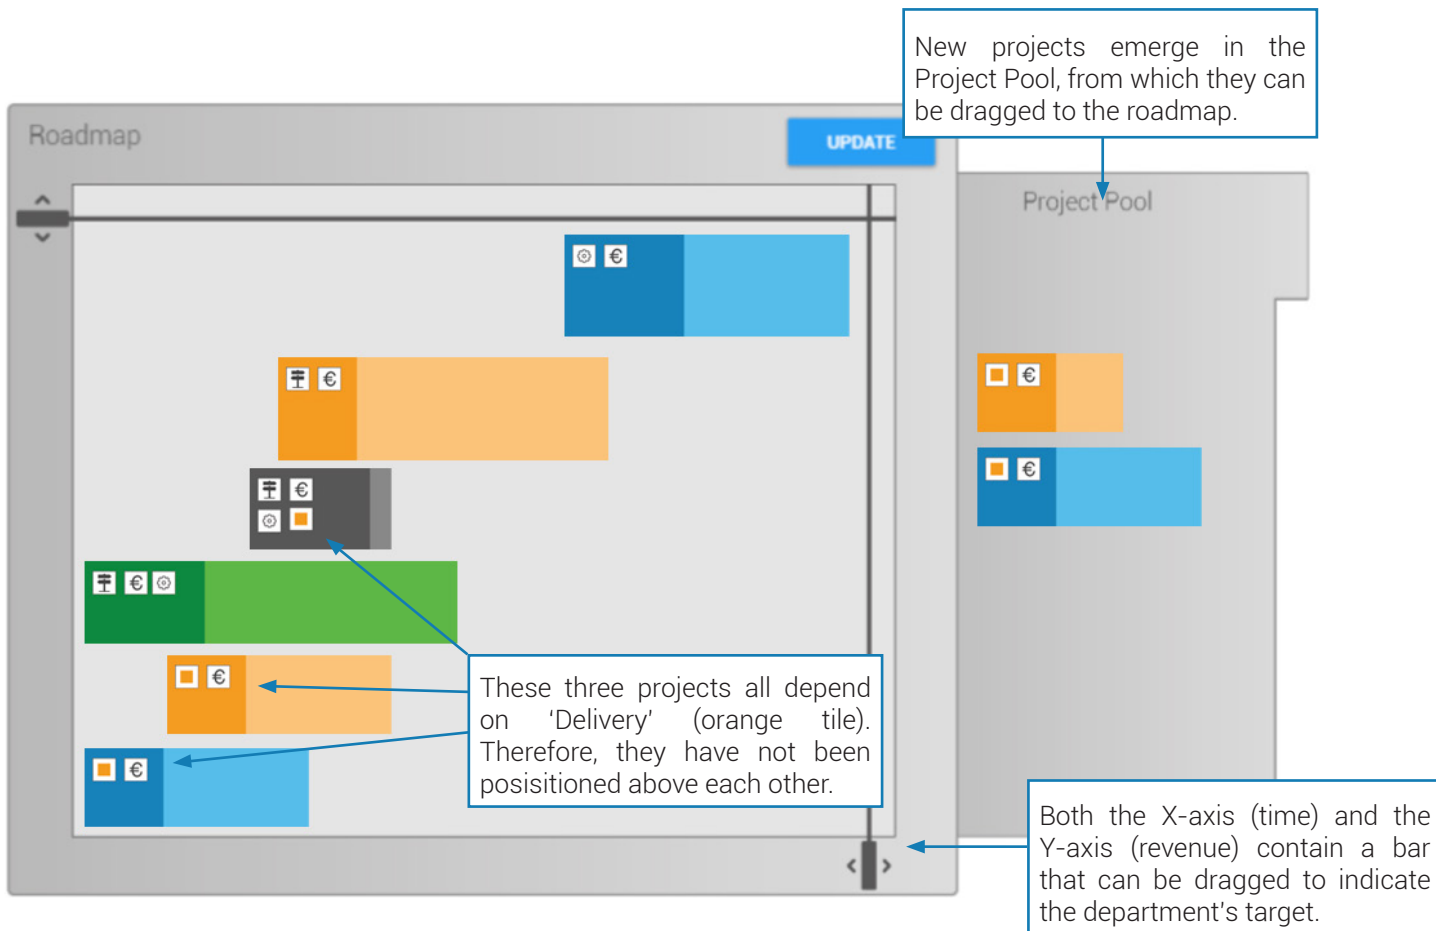 New projects emerge in the
Project Pool, from which they can
be dragged to the roadmap.
Roadmap
UPDATE
Project Pool
€
€
€
€
€
€
€
€
These three projects all depend
on ‘Delivery’ (orange tile).
Therefore, they have not been
posisitioned above each other.
Both the X-axis (time) and the
Y-axis (revenue) contain a bar
that can be dragged to indicate
the department's target.